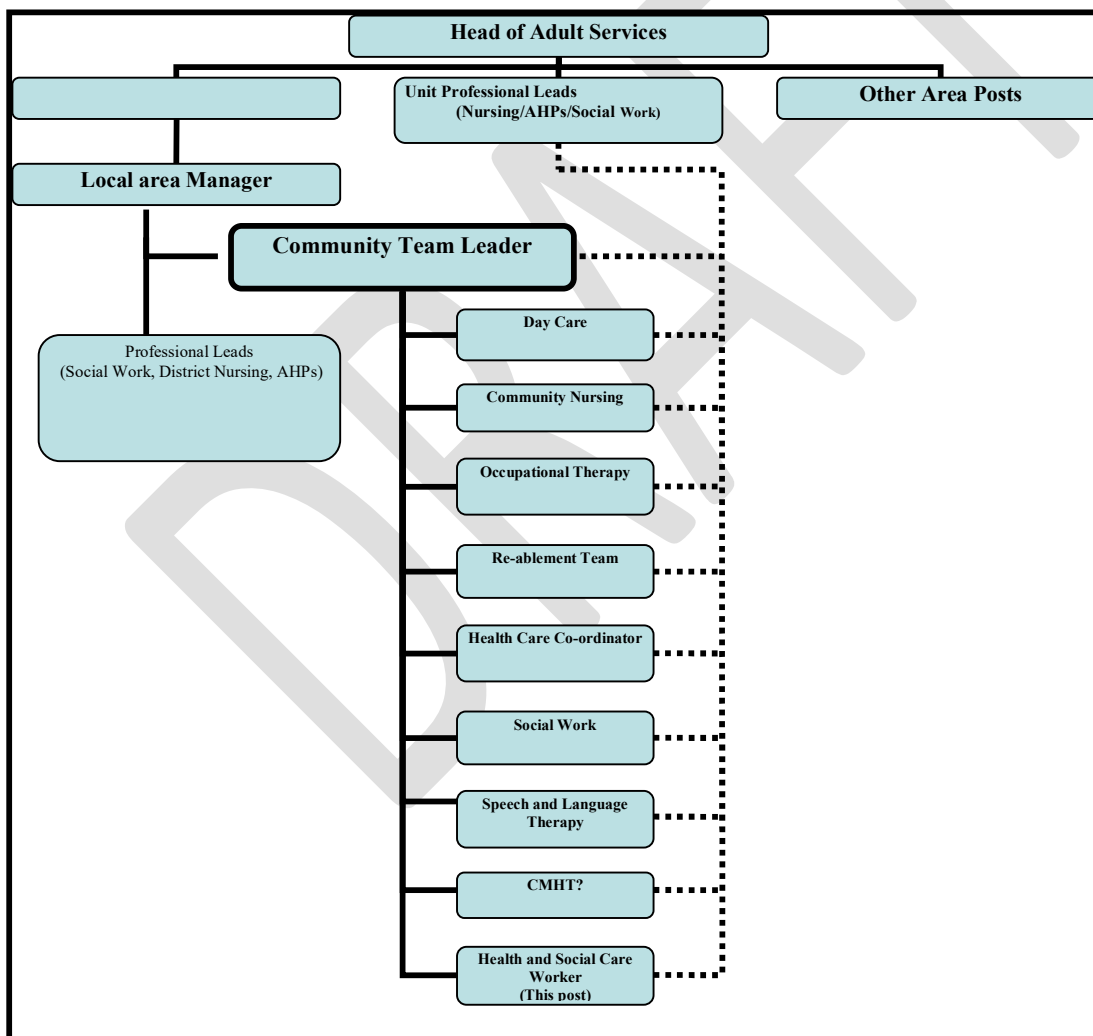 Head of Adult Services
Unit Professional Leads
(Nursing/AHPs/Social Work)
Other Area Posts
Local area Manager
Community Team Leader
Professional Leads
(Social Work, District Nursing, AHPs)
Day Care
Community Nursing
Occupational Therapy
Re-ablement Team
Health Care Co-ordinator
Social Work
Speech and Language
Therapy
CMHT?
Health and Social Care
Worker
(This post)
DRAFT